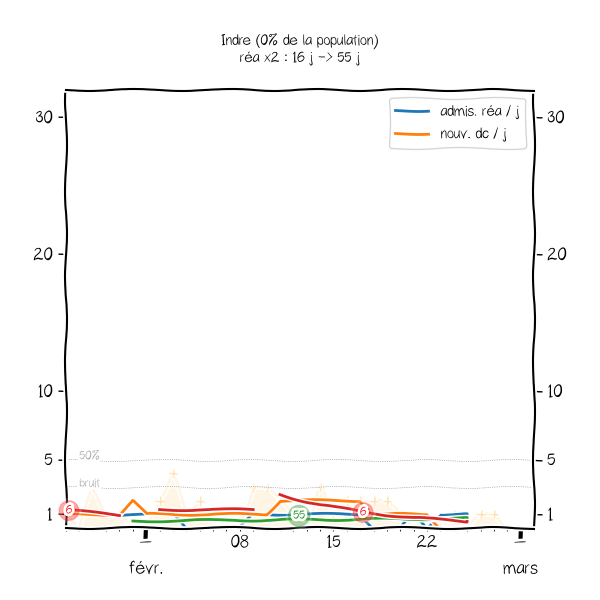 Indre (0% de la population)
réa x2 : 16 j -> 55 j
admis. réa / j
nouv. dc / j
30
30
20
20
10
10
5
5
50%
bruit
1
1
6
55
6
08
15
22
févr.
mars